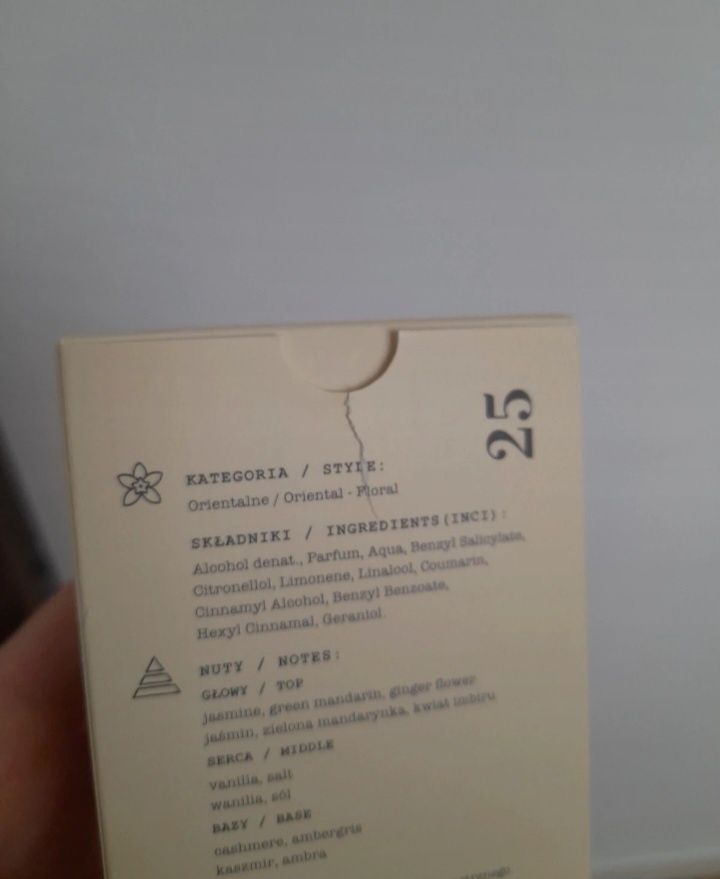 25
KATEGORIA / STYLE:
Orientalne / Oriental - Floral
SKŁADNIKI / INGREDIENTS(INCI):
Alcohol denat., Parfum, Aqua, Benzyl Salicylate,
Citronellol, Limonene, Linalool, Coumarin,
Cinnamyl Alcohol, Benzyl Benzoate,
Hexyl Cinnamal, Geraniol.
NUTY / NOTES:
GŁOWY / TOP
jasmine, green mandarin, ginger flower
jaśmin, zielona mandarynka, kwiat imbiru
SERCA / MIDDLE
vanilla, salt
wanilia, sól
BAZY / BASE
cashmere, ambergris
kaszmir, ambra